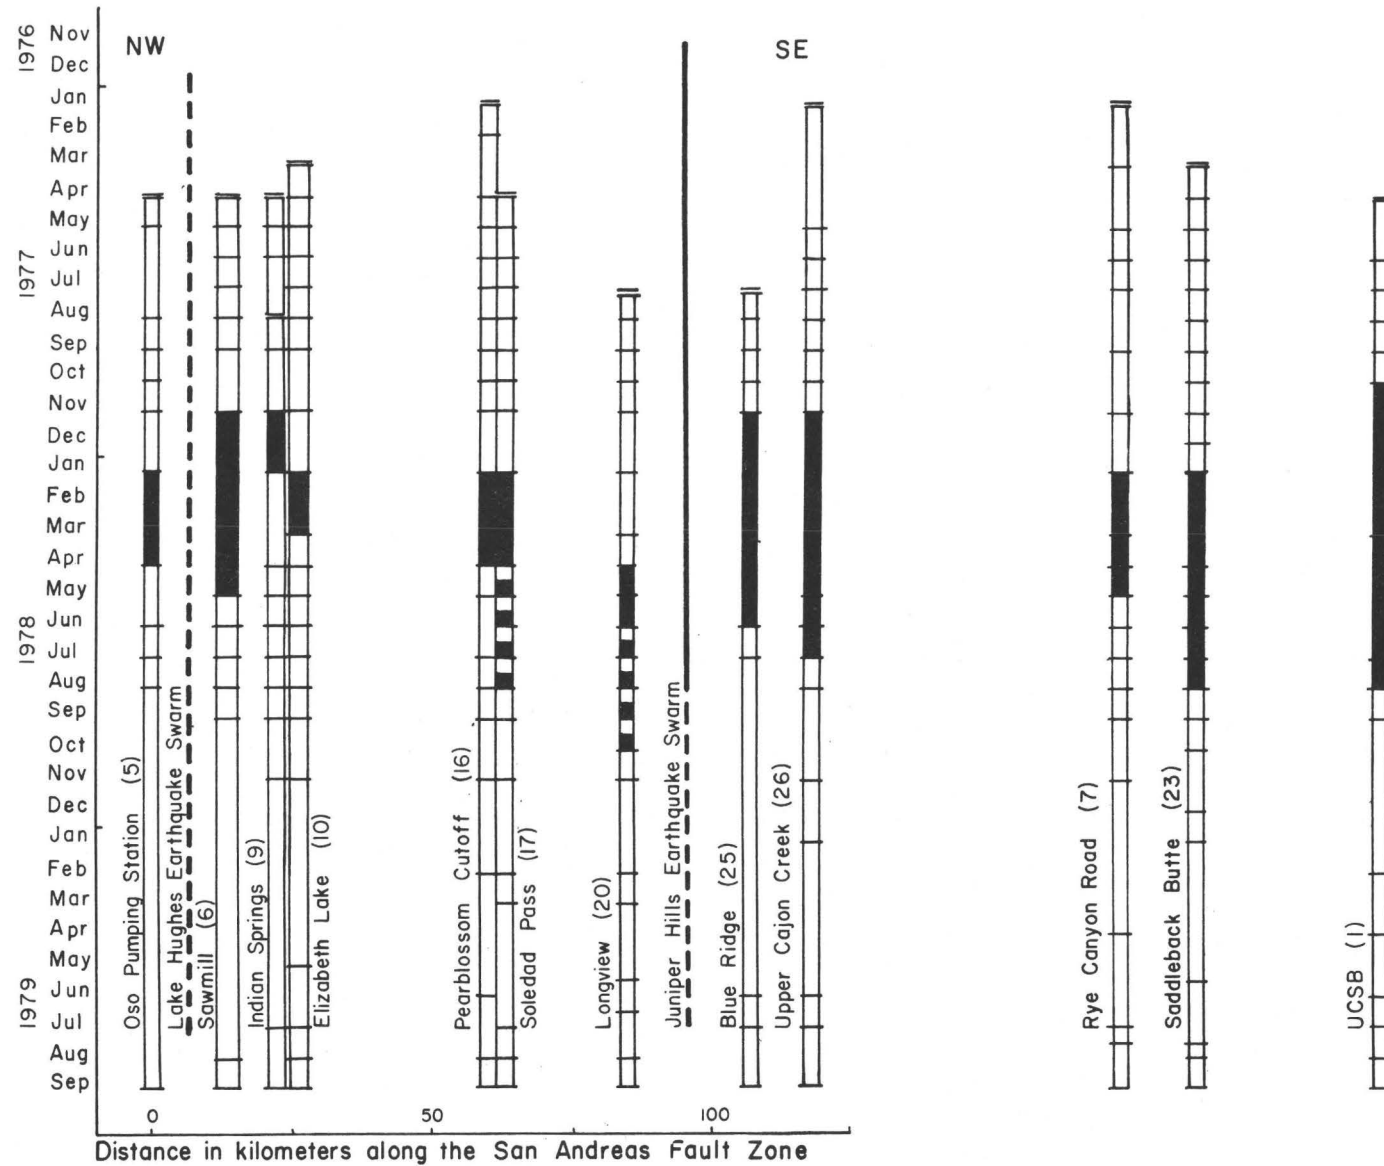 1976
1977
1978
1979
Nov
Dec
Jan
Feb
Mar
Apr
May
Jun
Jul
Aug
Sep
Oct
Nov
Dec
Jan
Feb
Mar
Apr
May
Jun
Jul
Aug
Sep
Oct
Nov
Dec
Jan
Feb
Mar
Apr
May
Jun
Jul
Aug
Sep
NW
SE
Oso Pumping Station (5)
Lake Hughes Earthquake Swarm
Sawmill (6)
Indian Springs (9)
Elizabeth Lake (10)
Pearblossom Cutoff (16)
Soledad Pass (17)
Longview (20)
Juniper Hills Earthquake Swarm
Blue Ridge (25)
Upper Cajon Creek (26)
Rye Canyon Road (7)
Saddleback Butte (23)
UCSB (1)
0 50 100
Distance in kilometers along the San Andreas Fault Zone